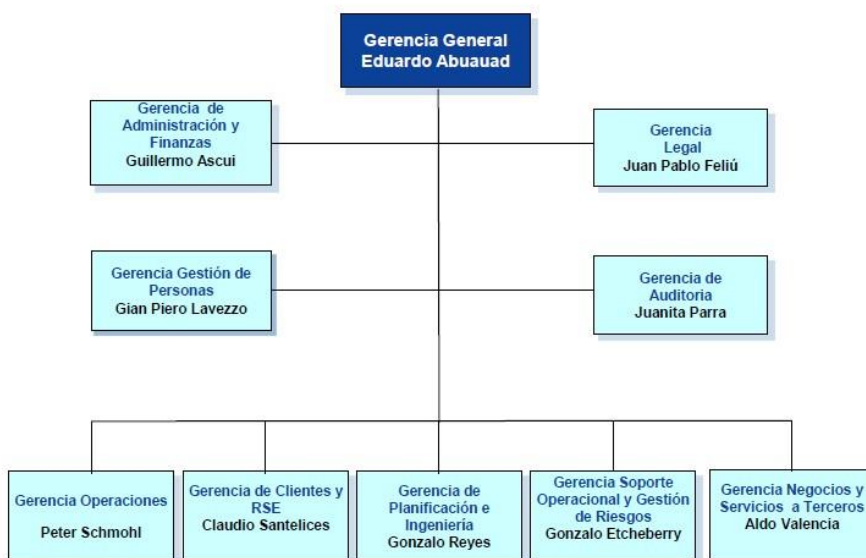 Gerencia General
Eduardo Abuauad
Gerencia de
Administración y
Finanzas
Guillermo Ascui
Gerencia
Legal
Juan Pablo Feliú
Gerencia Gestión de
Personas
Gian Piero Lavezzo
Gerencia de
Auditoria
Juanita Parra
Gerencia Operaciones
Peter Schmohl
Gerencia de Clientes y
RSE
Claudio Santelices
Gerencia de
Planificación e
Ingeniería
Gonzalo Reyes
Gerencia Soporte
Operacional y Gestión
de Riesgos
Gonzalo Etcheberry
Gerencia Negocios y
Servicios a Terceros
Aldo Valencia